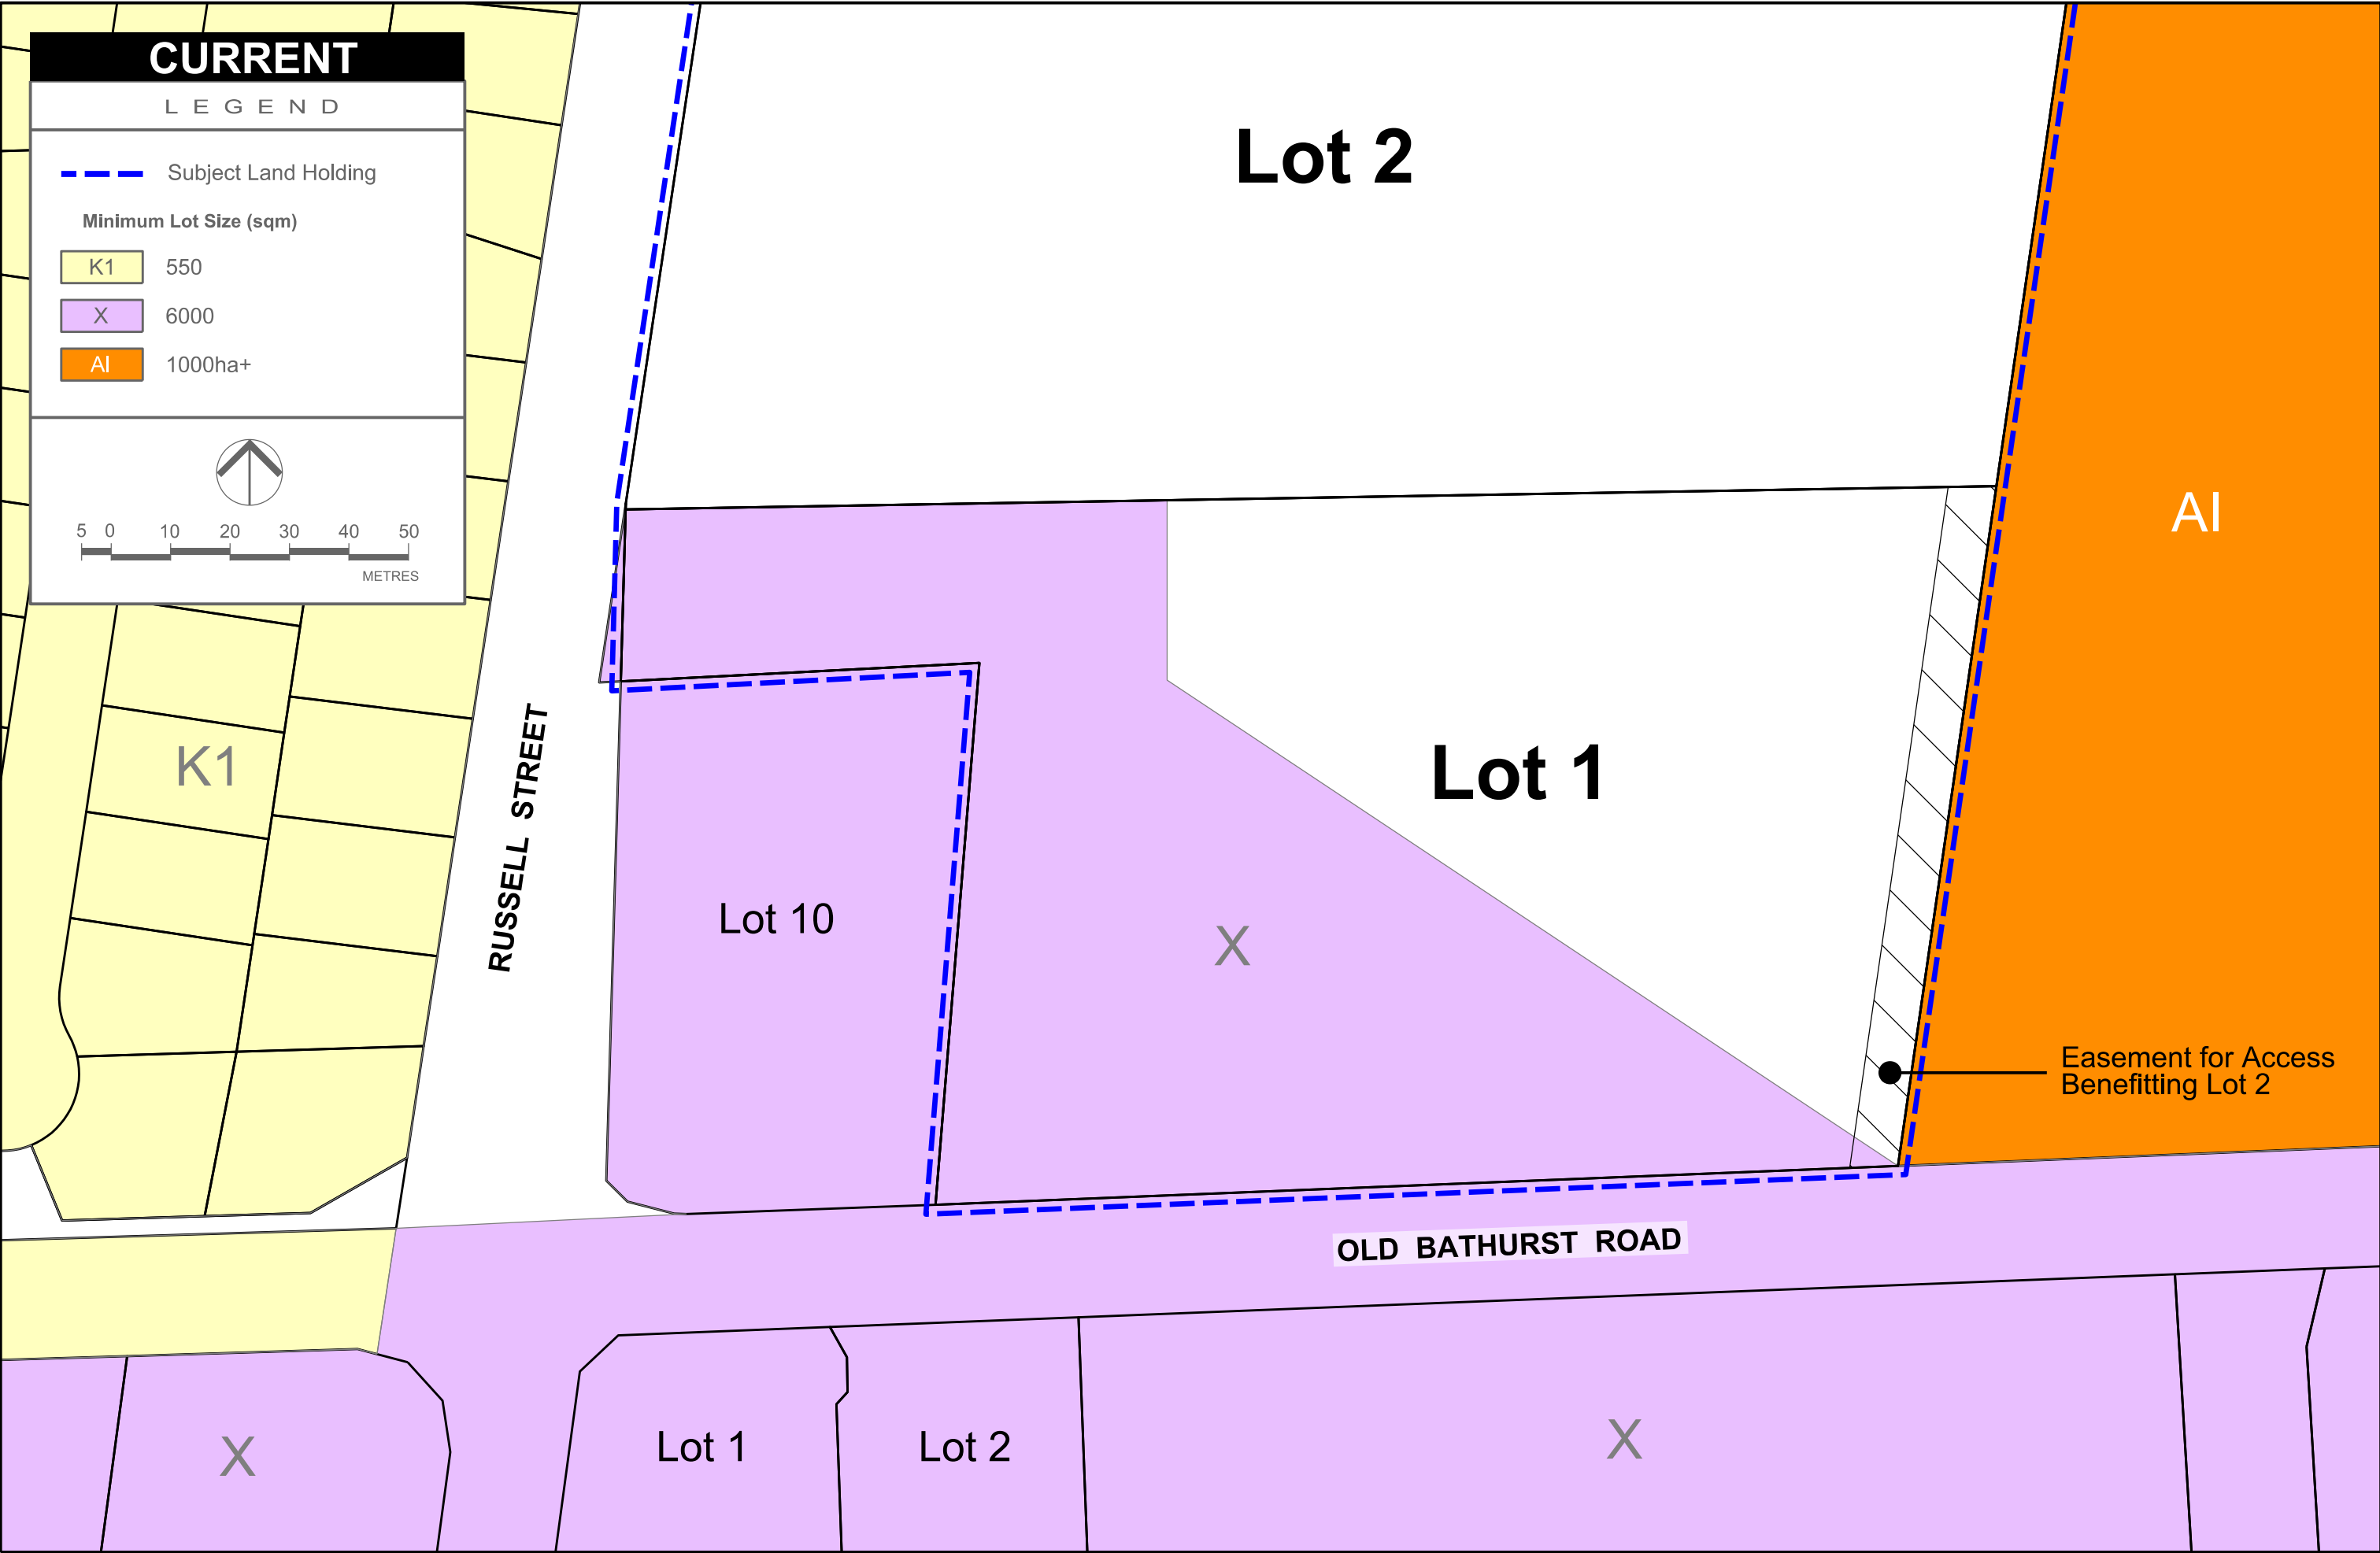 CURRENT
LEGEND
Subject Land Holding
Minimum Lot Size (sqm)
K1 550
X 6000
AI 1000ha+
5 0 10 20 30 40 50
METRES
Lot 2
AI
K1
RUSSELL STREET
Lot 1
Lot 10
X
Easement for Access
Benefitting Lot 2
OLD BATHURST ROAD
X
Lot 1
Lot 2
X